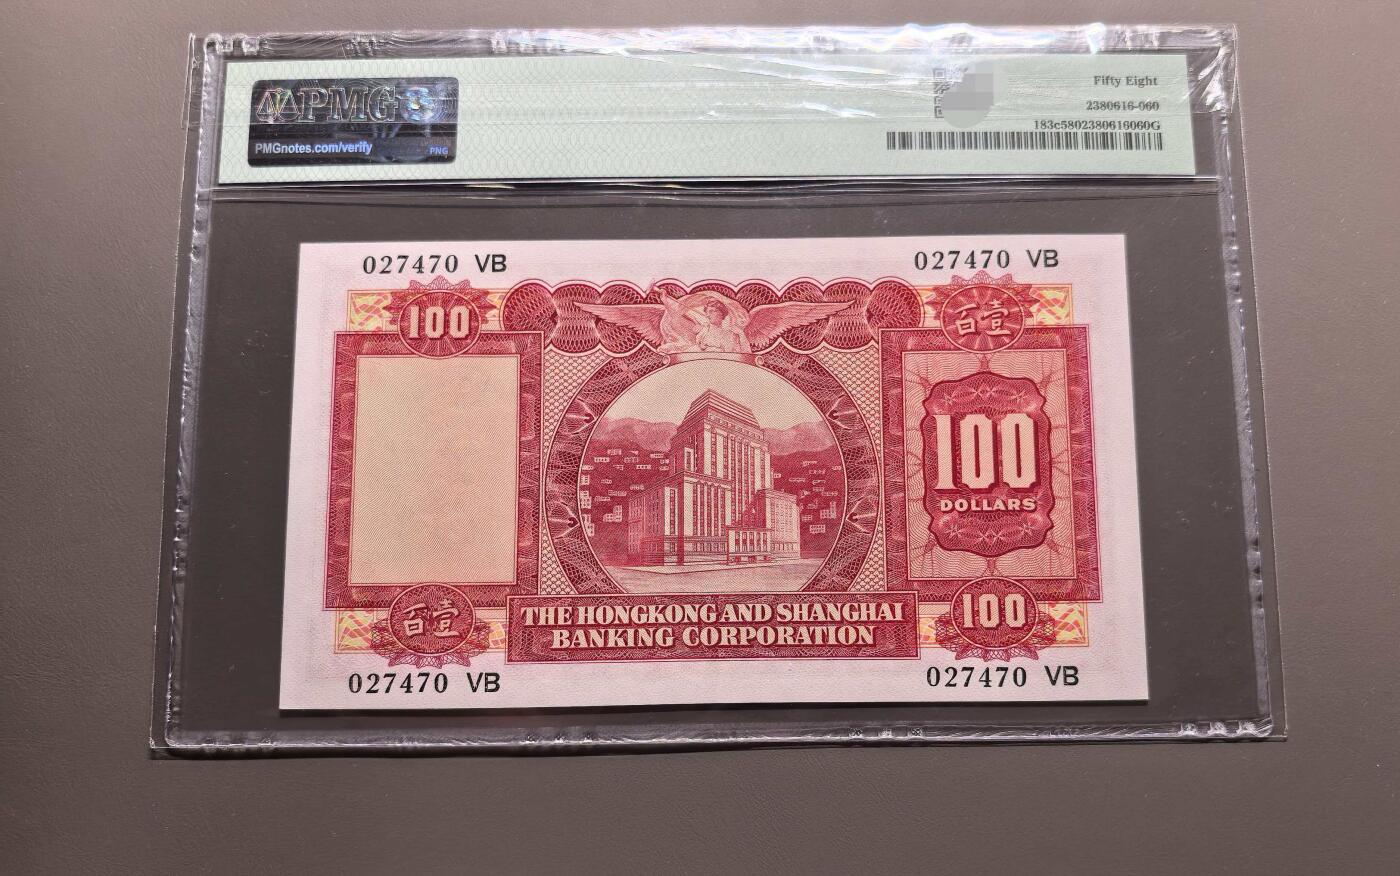 PMG
PMGnotes.com/verify
PNG
Fifty Eight
2380616-060
183c5802380616060G
027470 VB
027470 VB
100
百壹
100
DOLLARS
百壹
100
THE HONGKONG AND SHANGHAI
BANKING CORPORATION
027470 VB
027470 VB